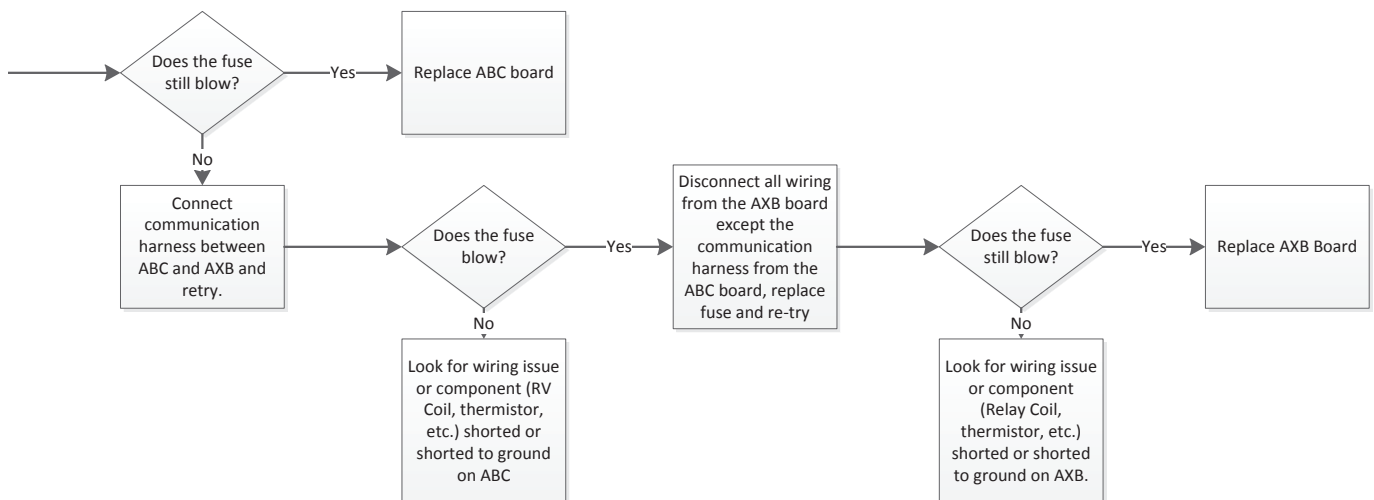 Does the fuse
still blow?
Yes
Replace ABC board
No
Connect
communication
harness between
ABC and AXB and
retry.
Does the fuse
blow?
Yes
Disconnect all wiring
from the AXB board
except the
communication
harness from the
ABC board, replace
fuse and re-try
Does the fuse
still blow?
Yes
Replace AXB Board
No
Look for wiring issue
or component (RV
Coil, thermistor,
etc.) shorted or
shorted to ground
on ABC
No
Look for wiring issue
or component
(Relay Coil,
thermistor, etc.)
shorted or shorted
to ground on AXB.